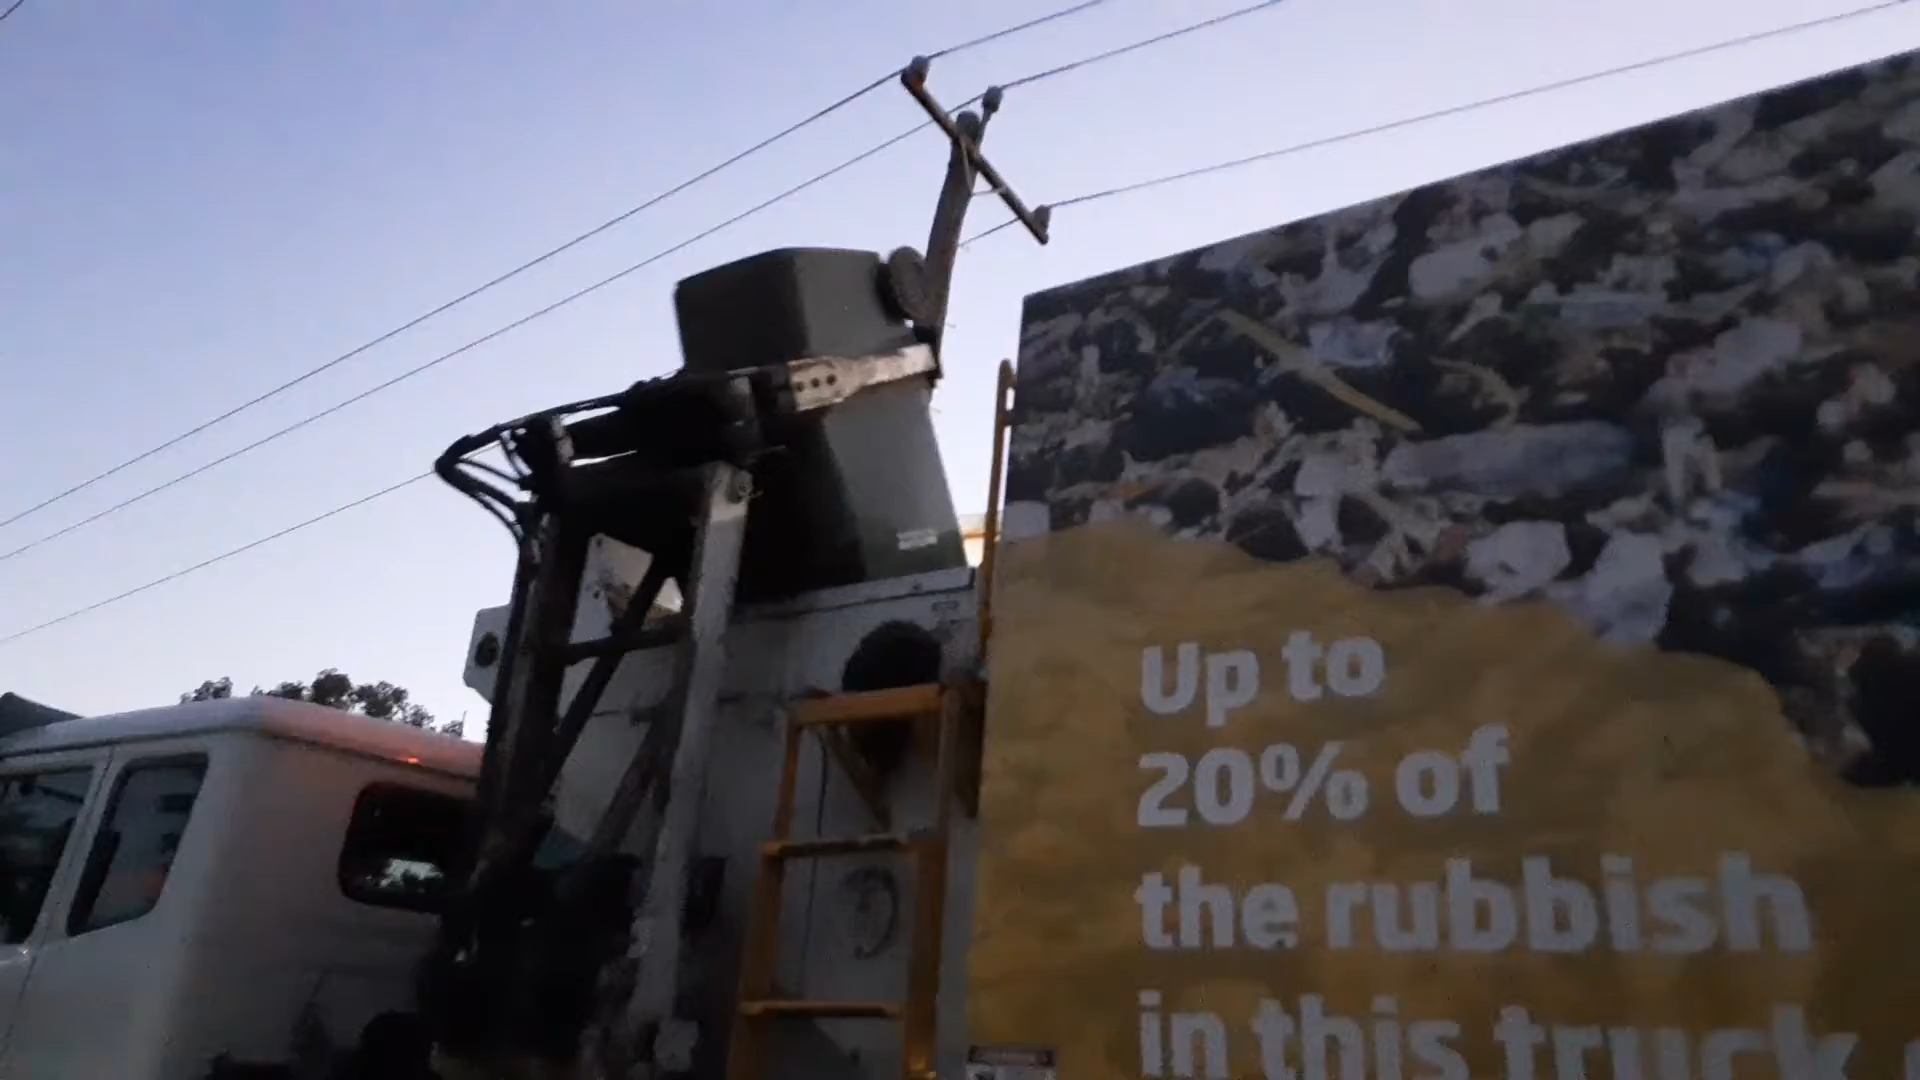 Up to
20% of
the rubbish
in this truck